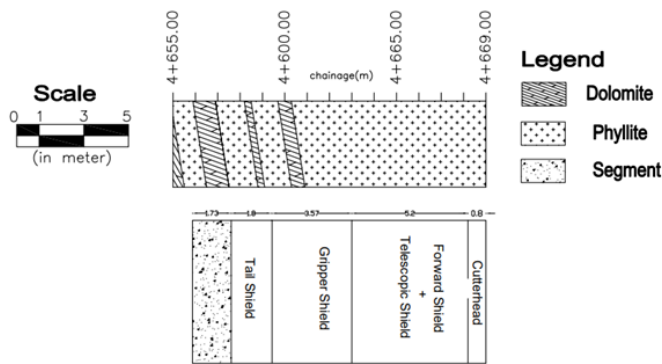 4+655.00
4+600.00
4+665.00
4+669.00
chainage(m)
Scale
0 1 3 5
(in meter)
Legend
Dolomite
Phyllite
Segment
1.73 1.8 3.57 5.2 0.8
Tail Shield
Gripper Shield
Forward Shield
+
Telescopic Shield
Cutterhead